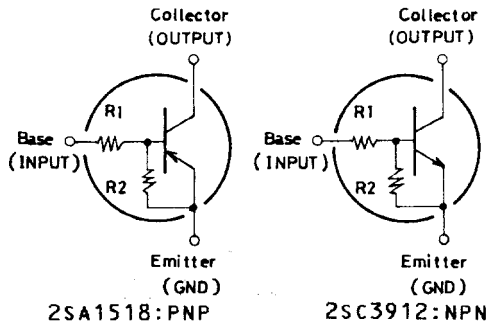 Collector
(OUTPUT)
R1
Base
(INPUT)
R2
Emitter
(GND)
2SA1518:PNP
Collector
(OUTPUT)
R1
Base
(INPUT)
R2
Emitter
(GND)
2SC3912:NPN